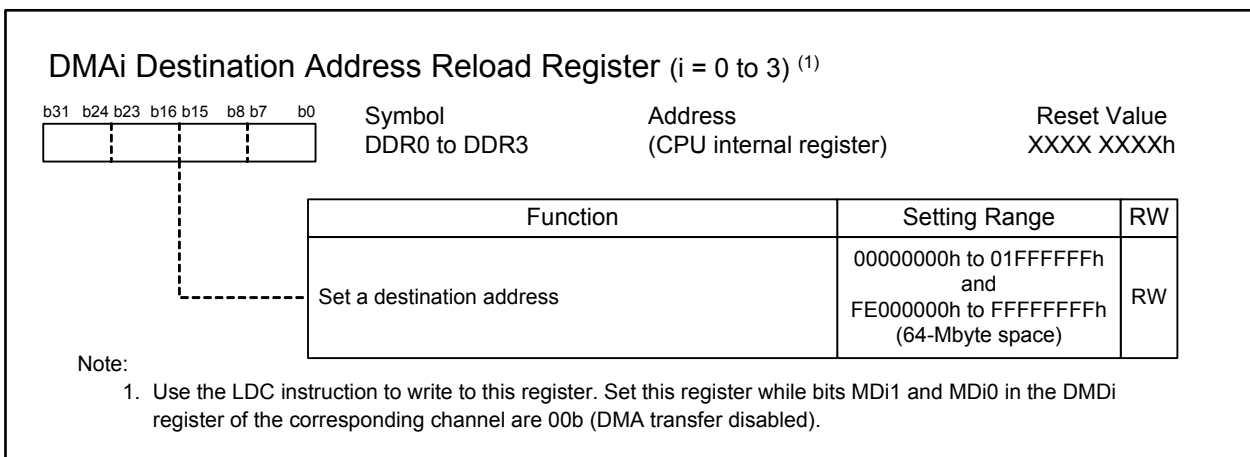 DMAi Destination Address Reload Register (i = 0 to 3) (1)
b31 b24 b23 b16 b15 b8 b7 b0
Symbol Address Reset Value
DDR0 to DDR3 (CPU internal register) XXXX XXXXh
Function Setting Range RW
Set a destination address
00000000h to 01FFFFFFh
and
FE000000h to FFFFFFFFh
(64-Mbyte space)
RW
Note:
1. Use the LDC instruction to write to this register. Set this register while bits MDi1 and MDi0 in the DMDi
register of the corresponding channel are 00b (DMA transfer disabled).